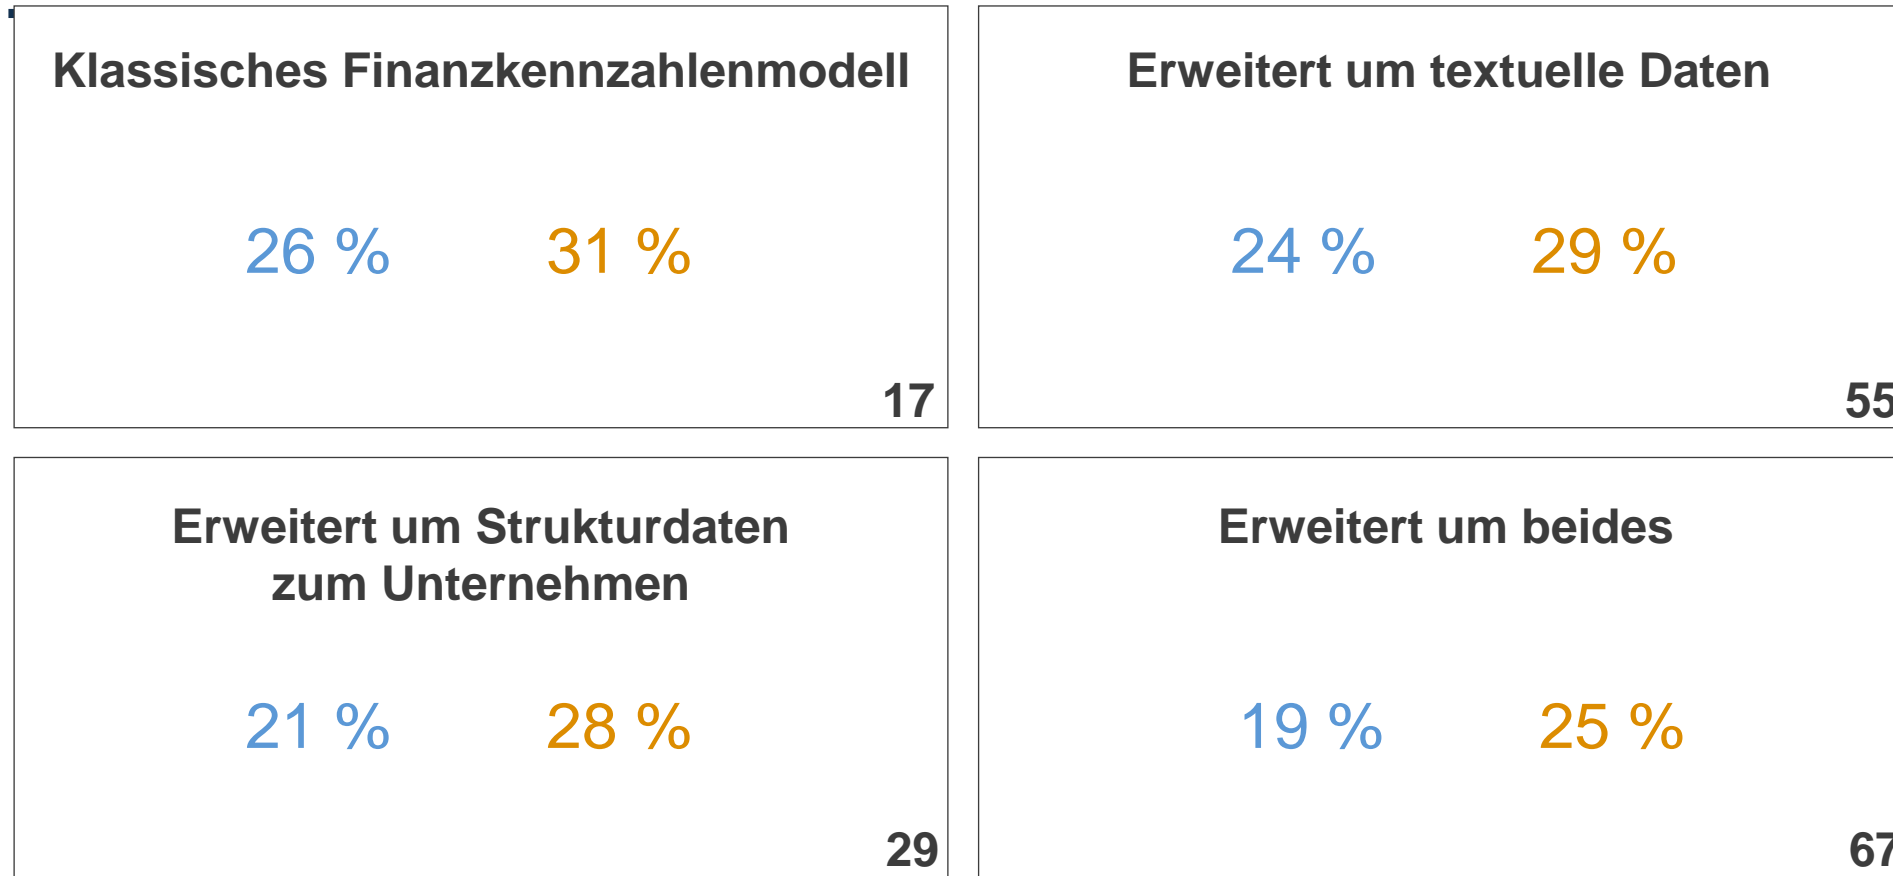 Klassisches Finanzkennzahlenmodell
26 % 31 %
17
Erweitert um textuelle Daten
24 % 29 %
55
Erweitert um Strukturdaten
zum Unternehmen
21 % 28 %
29
Erweitert um beides
19 % 25 %
67